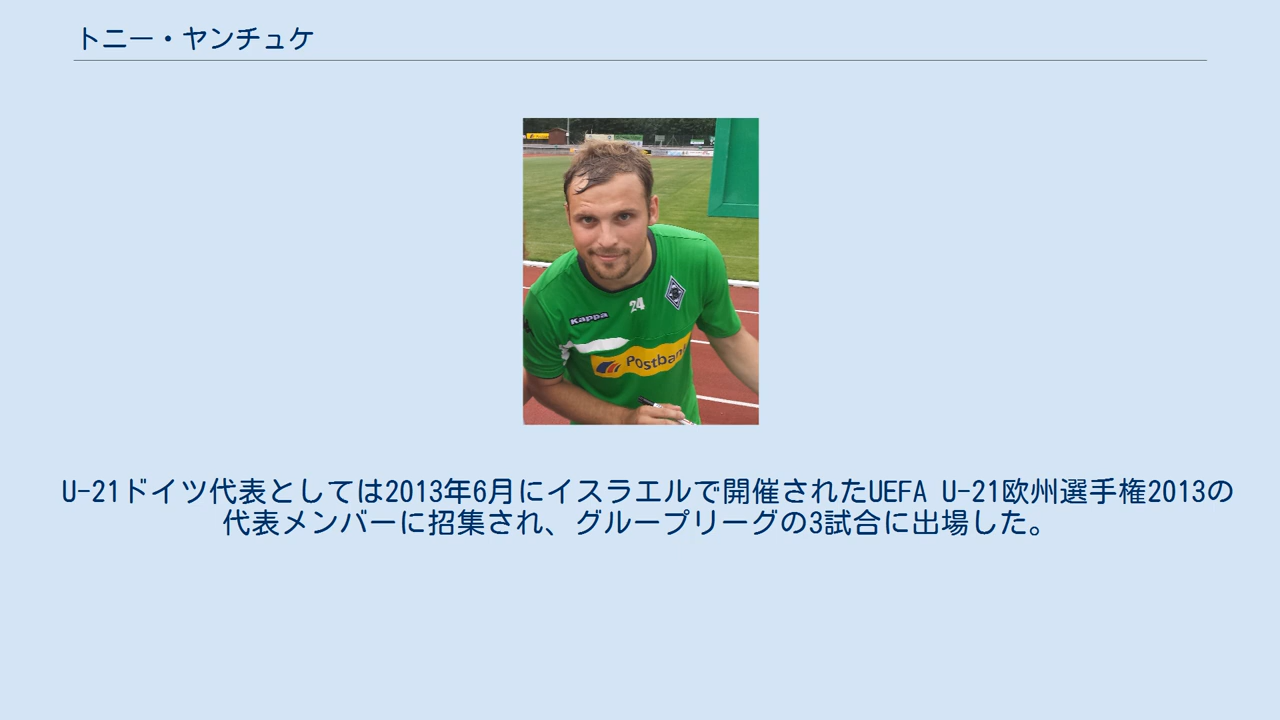 トニー・ヤンチュケ
24
Kappa
Postbank
U-21ドイツ代表としては2013年6月にイスラエルで開催されたUEFA U-21欧州選手権2013の
代表メンバーに招集され、グループリーグの3試合に出場した。